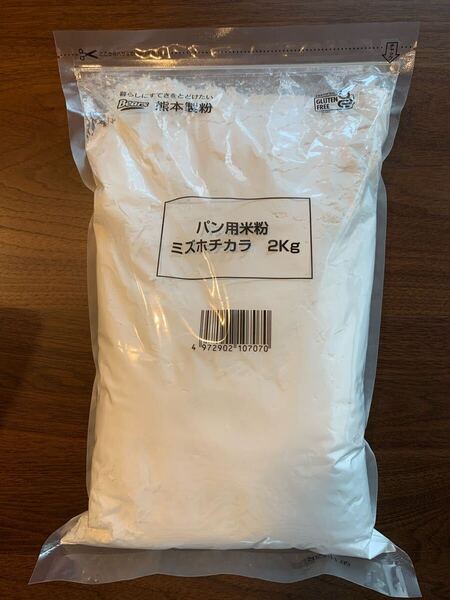 暮らしにすてきをとどけたい
Bears 熊本製粉
GLUTEN
FREE
パン用米粉
ミズホチカラ 2Kg
4 972902 107070